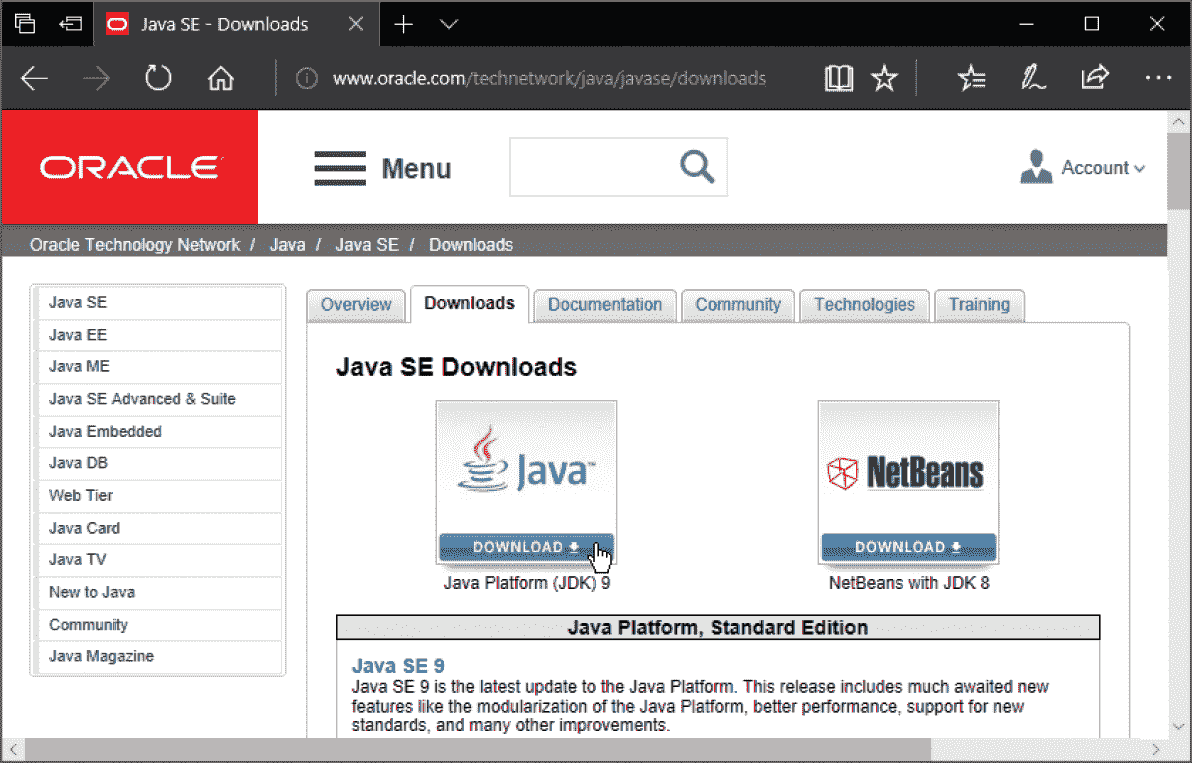 Java SE - Downloads
www.oracle.com/technetwork/java/javase/downloads
ORACLE
Menu
Account
Oracle Technology Network / Java / Java SE / Downloads
Java SE
Java EE
Java ME
Java SE Advanced & Suite
Java Embedded
Java DB
Web Tier
Java Card
Java TV
New to Java
Community
Java Magazine
Overview Downloads Documentation Community Technologies Training
Java SE Downloads
Java™
DOWNLOAD
Java Platform (JDK) 9
NetBeans
DOWNLOAD
NetBeans with JDK 8
Java Platform, Standard Edition
Java SE 9
Java SE 9 is the latest update to the Java Platform. This release includes much awaited new
features like the modularization of the Java Platform, better performance, support for new
standards, and many other improvements.